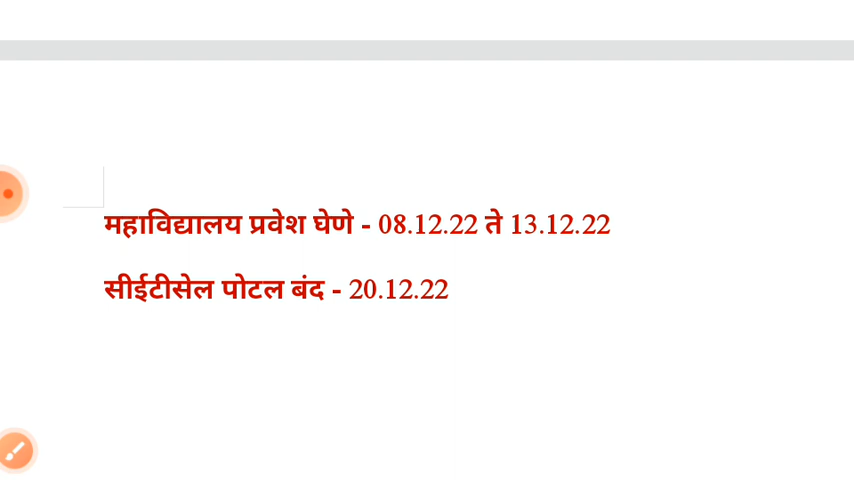 महाविद्यालय प्रवेश घेणे - 08.12.22 ते 13.12.22
सीईटीसेल पोटल बंद - 20.12.22